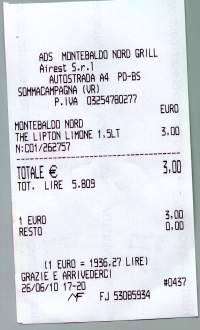 ADS MONTEBALDO NORD GRILL
Airest S.r.l
AUTOSTRADA A4 PD-BS
SOMMACAMPAGNA (VR)
P.IVA 03254780277
EURO
MONTEBALDO NORD
THE LIPTON LIMONE 1.5LT 3,00
N:C01/262757
TOTALE € 3,00
TOT. LIRE 5.809
1 EURO 3,00
RESTO 0,00
(1 EURO = 1936,27 LIRE)
GRAZIE E ARRIVEDERCI
26/06/10 17-20 #0437
MF FJ 53085934